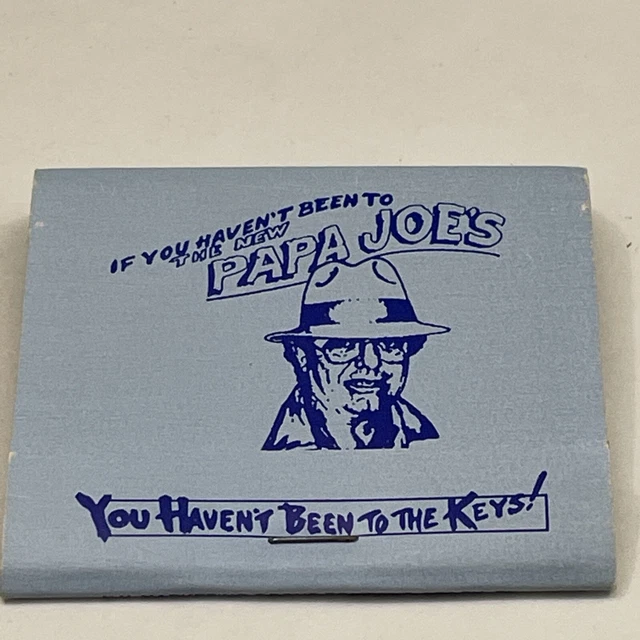 IF YOU HAVEN'T BEEN TO
THE NEW
PAPA JOE'S
YOU HAVEN'T BEEN TO THE KEYS!